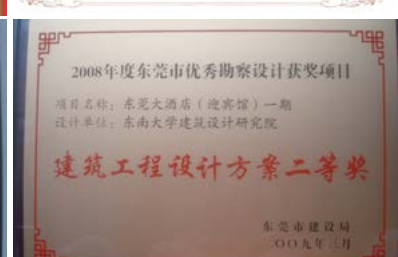 2008年度东莞市优秀勘察设计获奖项目
项目名称：东莞大酒店（迎宾馆）一期
设计单位：东南大学建筑设计研究院
建筑工程设计方案二等奖
东莞市建设局
二〇〇九年三月